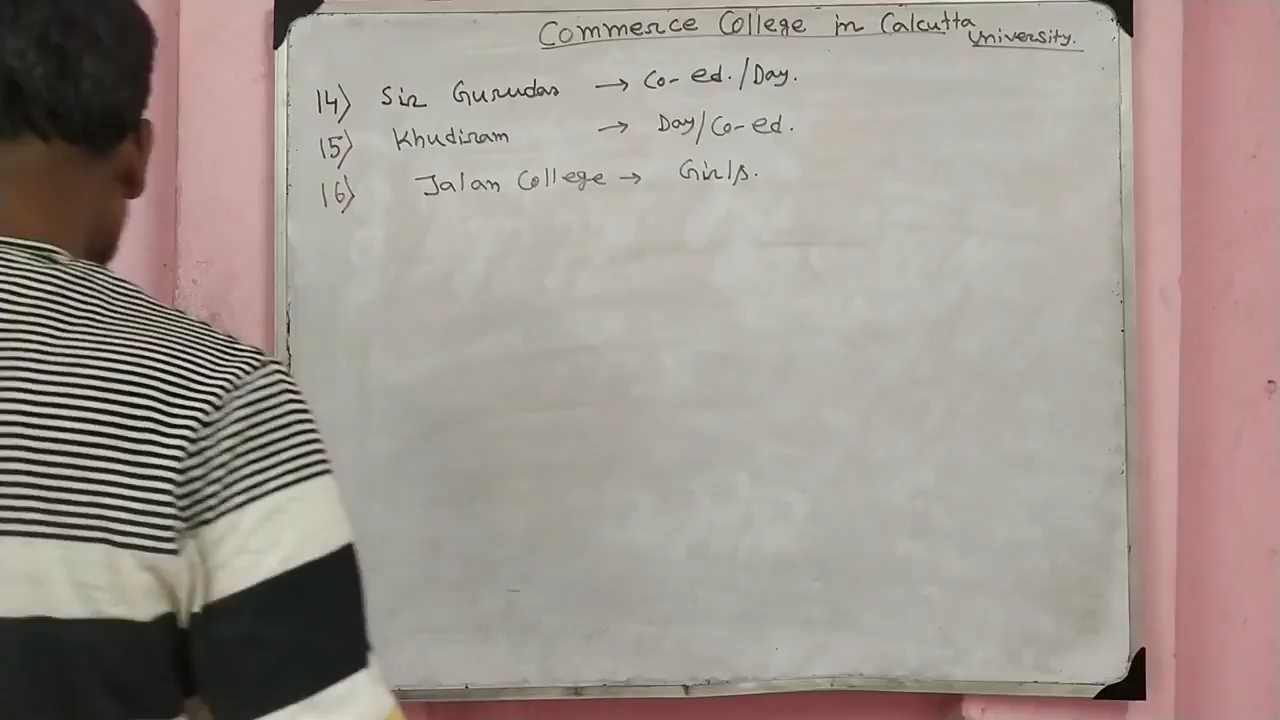 Commerce College in Calcutta University.
14) Sir Gurudas → Co-ed./Day.
15) Khudiram → Day/Co-ed.
16) Jalan College → Girls.